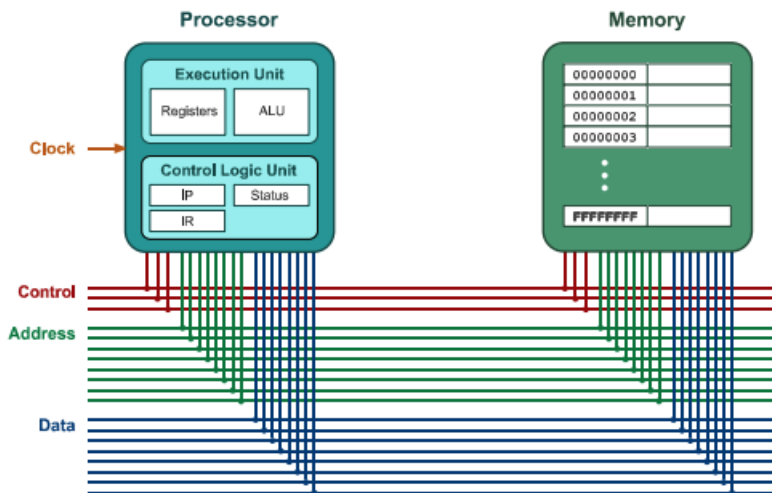 Processor
Memory
Execution Unit
Registers
ALU
Clock
Control Logic Unit
IP
Status
IR
00000000
00000001
00000002
00000003
FFFFFFFF
Control
Address
Data